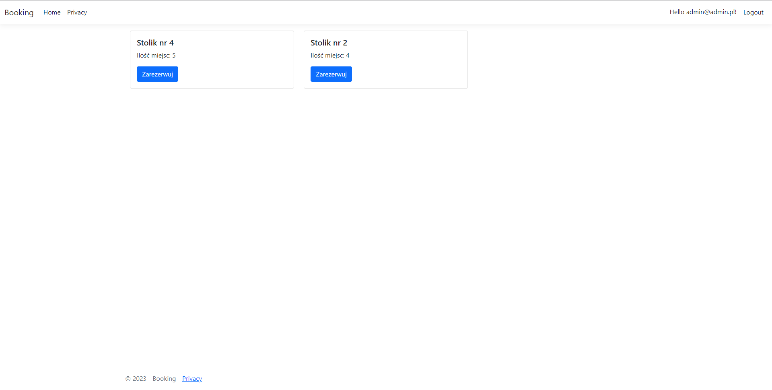 Booking Home Privacy Hello admin@admin.pl! Logout
Stolik nr 4
Ilość miejsc: 5
Zarezerwuj
Stolik nr 2
Ilość miejsc: 4
Zarezerwuj
© 2023 Booking Privacy